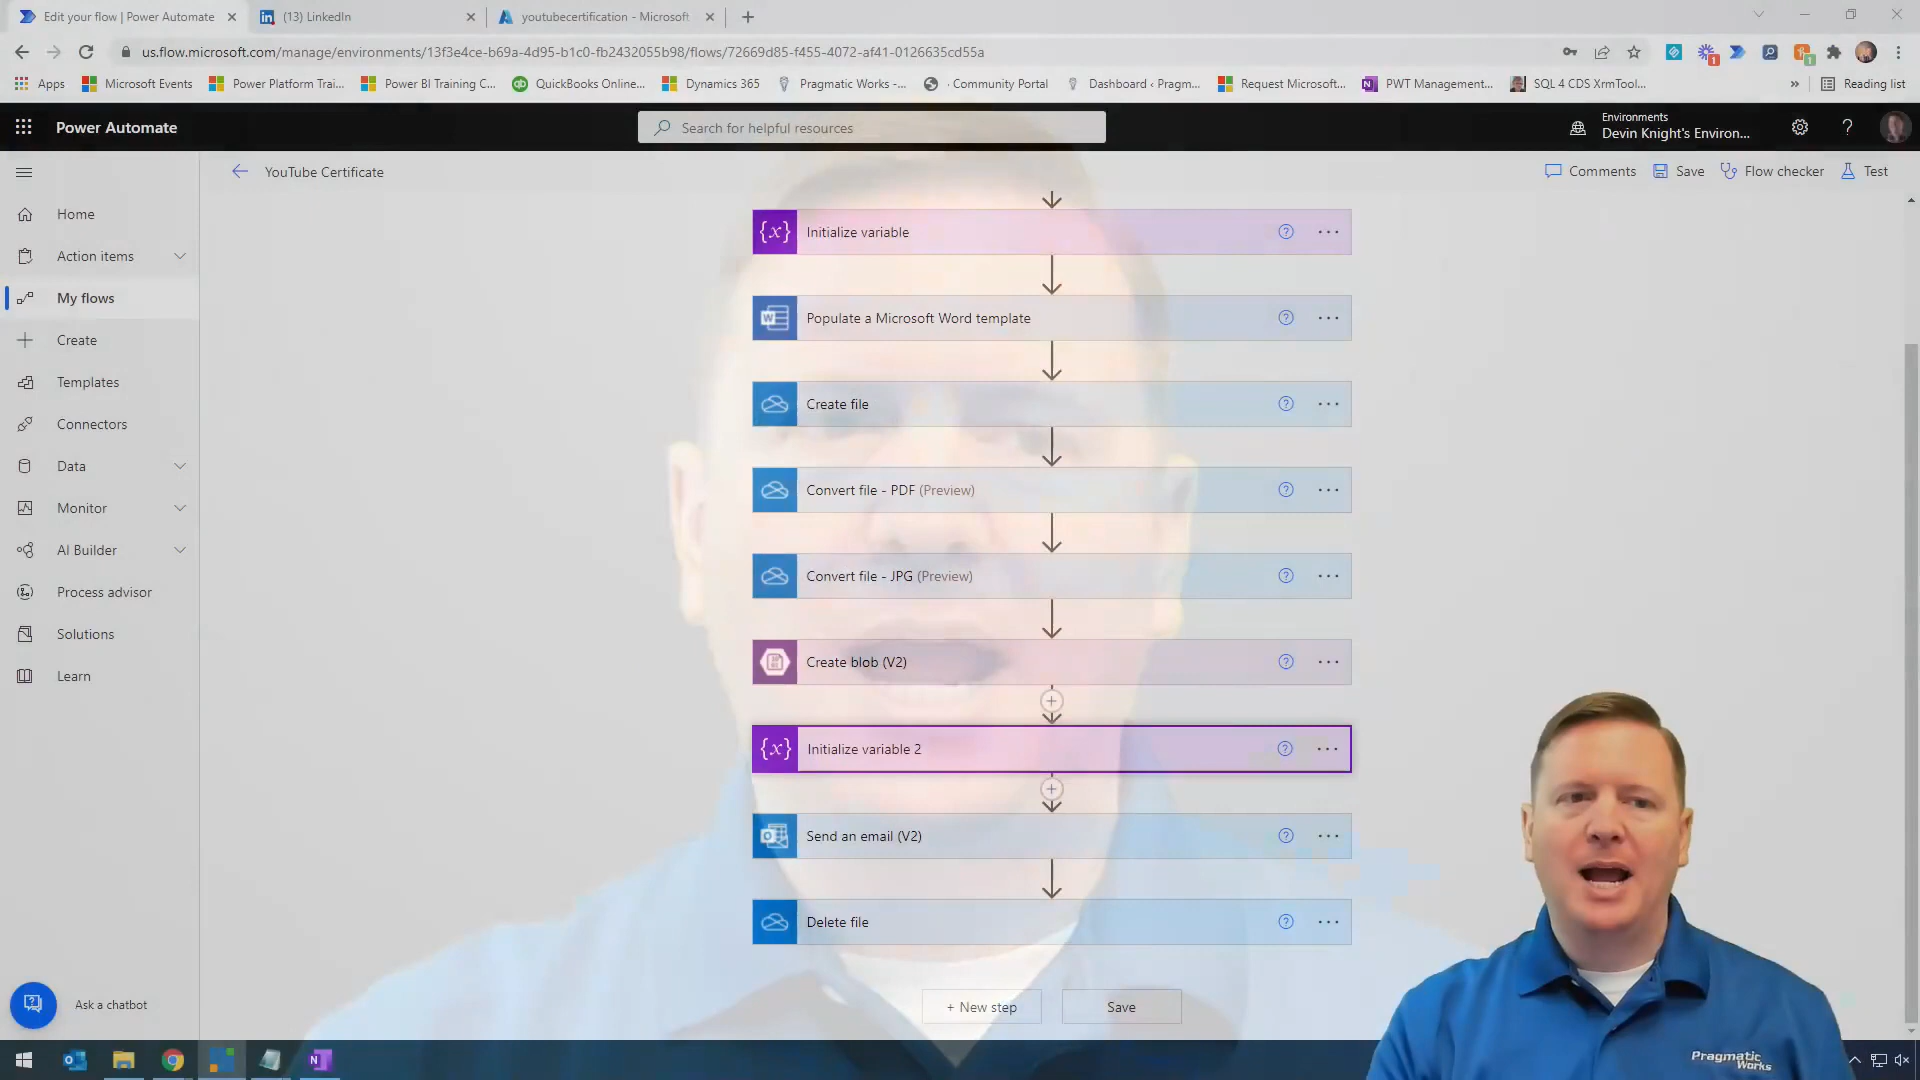 Edit your flow | Power Automate
(13) LinkedIn
youtubecertification - Microsoft
us.flow.microsoft.com/manage/environments/13f3e4ce-b69a-4d95-b1c0-fb2432055b98/flows/72669d85-f455-4072-af41-0126635cd55a
Apps
Microsoft Events
Power Platform Trai...
Power BI Training C...
QuickBooks Online...
Dynamics 365
Pragmatic Works -...
· Community Portal
Dashboard ‹ Pragm...
Request Microsoft...
PWT Management...
SQL 4 CDS XrmTool...
»
Reading list
Power Automate
Search for helpful resources
Environments
Devin Knight's Environ...
YouTube Certificate
Comments
Save
Flow checker
Test
Home
Action items
My flows
Create
Templates
Connectors
Data
Monitor
AI Builder
Process advisor
Solutions
Learn
Ask a chatbot
{x} Initialize variable
Populate a Microsoft Word template
Create file
Convert file - PDF (Preview)
Convert file - JPG (Preview)
Create blob (V2)
{x} Initialize variable 2
Send an email (V2)
Delete file
+ New step
Save
Pragmatic
Works